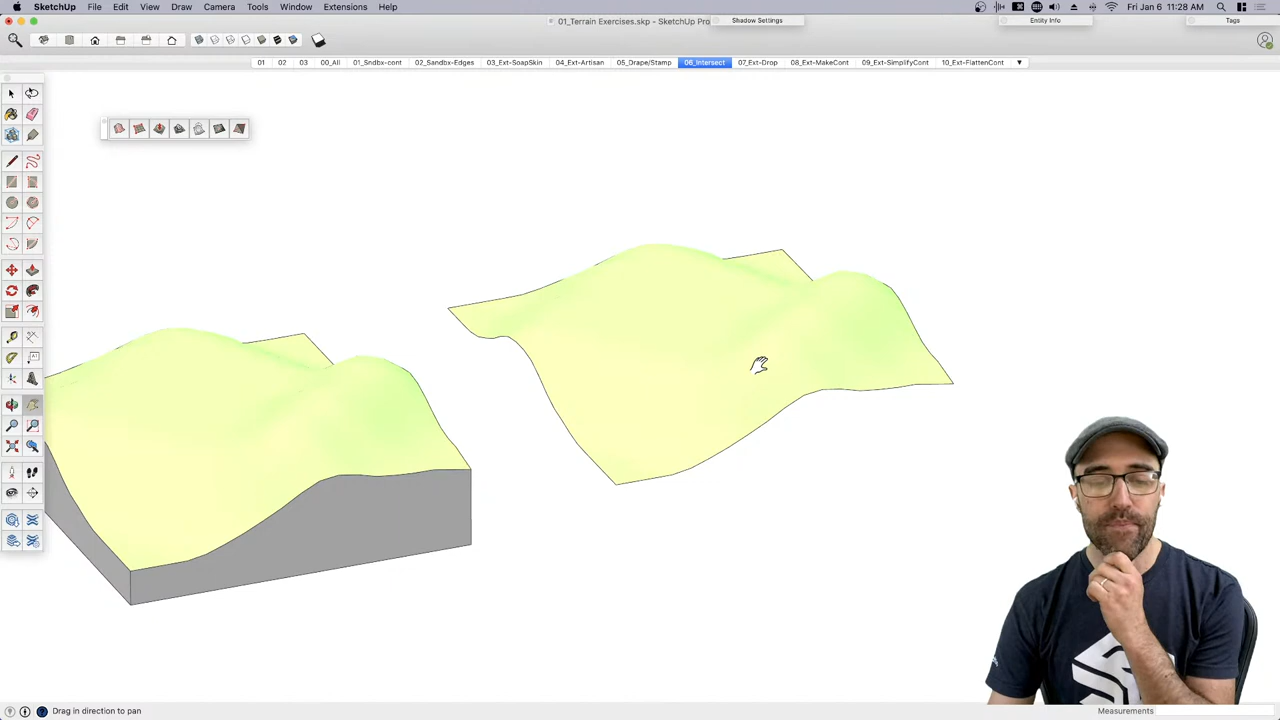 SketchUp File Edit View Draw Camera Tools Window Extensions Help Fri Jan 6 11:28 AM
01_Terrain Exercises.skp - SketchUp Pro Shadow Settings Entity Info Tags
01 02 03 00_All 01_Sndbx-cont 02_Sandbx-Edges 03_Ext-SoapSkin 04_Ext-Artisan 05_Drape/Stamp 06_Intersect 07_Ext-Drop 08_Ext-MakeCont 09_Ext-SimplifyCont 10_Ext-FlattenCont
Drag in direction to pan Measurements